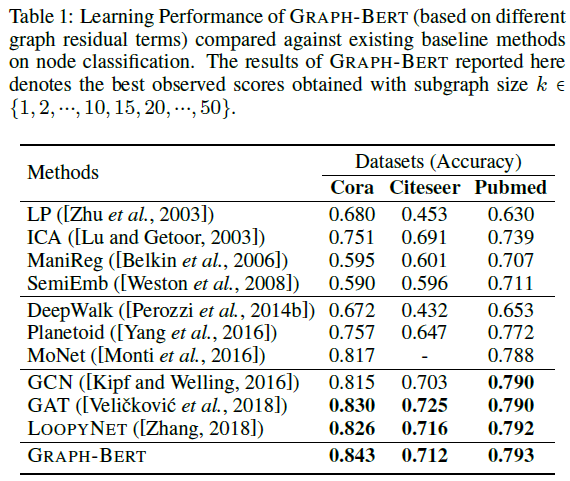 Table 1: Learning Performance of GRAPH-BERT (based on different
graph residual terms) compared against existing baseline methods
on node classification. The results of GRAPH-BERT reported here
denotes the best observed scores obtained with subgraph size k ∈
{1, 2, ···, 10, 15, 20, ···, 50}.
Methods Datasets (Accuracy)
Cora Citeseer Pubmed
LP ([Zhu et al., 2003]) 0.680 0.453 0.630
ICA ([Lu and Getoor, 2003]) 0.751 0.691 0.739
ManiReg ([Belkin et al., 2006]) 0.595 0.601 0.707
SemiEmb ([Weston et al., 2008]) 0.590 0.596 0.711
DeepWalk ([Perozzi et al., 2014b]) 0.672 0.432 0.653
Planetoid ([Yang et al., 2016]) 0.757 0.647 0.772
MoNet ([Monti et al., 2016]) 0.817 - 0.788
GCN ([Kipf and Welling, 2016]) 0.815 0.703 0.790
GAT ([Veličković et al., 2018]) 0.830 0.725 0.790
LOOPYNET ([Zhang, 2018]) 0.826 0.716 0.792
GRAPH-BERT 0.843 0.712 0.793